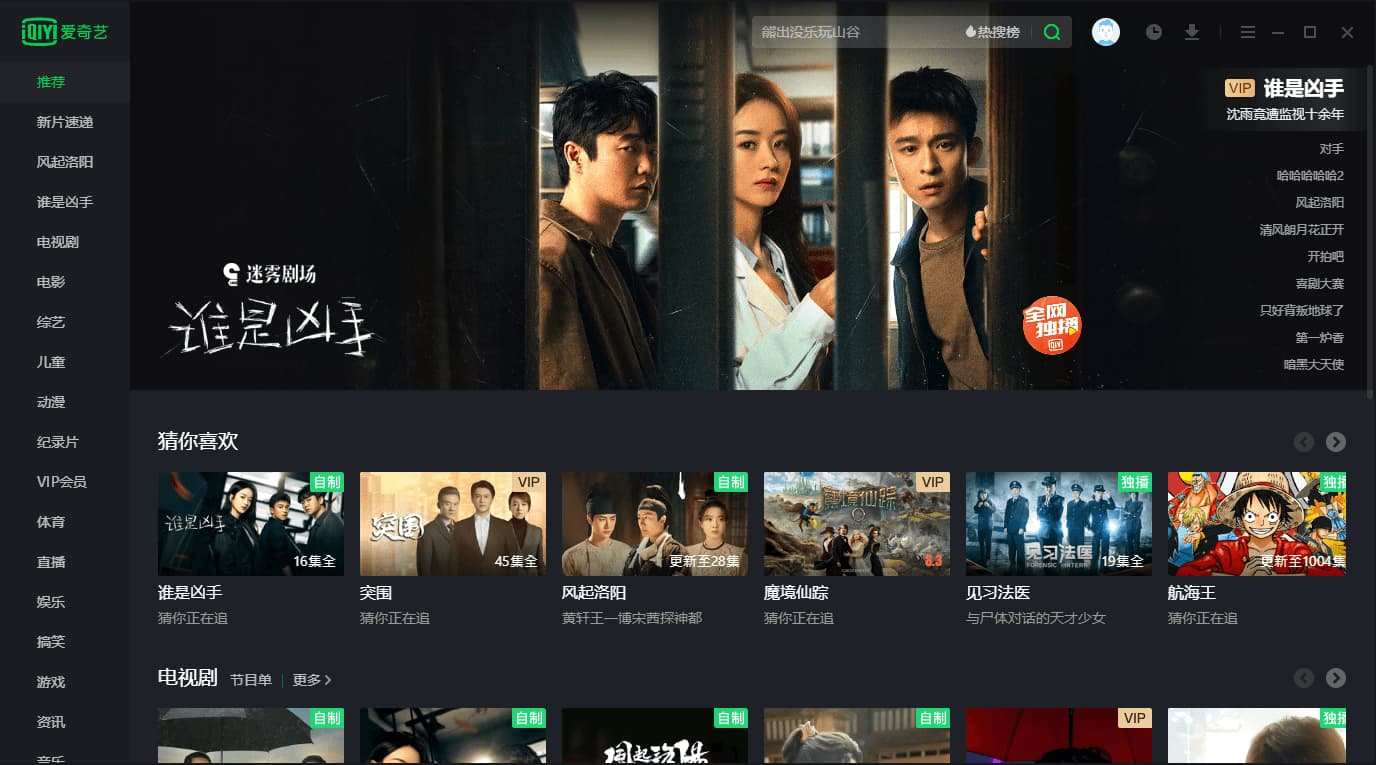 iQIYI 爱奇艺
熊出没乐玩山谷
热搜榜
推荐
新片速递
风起洛阳
谁是凶手
电视剧
电影
综艺
儿童
动漫
纪录片
VIP会员
体育
直播
娱乐
搞笑
游戏
资讯
音乐
迷雾剧场
谁是凶手
全网
独播
iQIYI
VIP 谁是凶手
沈雨竟遭监视十余年
对手
哈哈哈哈哈2
风起洛阳
清风朗月花正开
开拍吧
喜剧大赛
只好背叛地球了
第一炉香
暗黑大天使
猜你喜欢
自制
谁是凶手
16集全
谁是凶手
猜你正在追
VIP
突围
45集全
突围
猜你正在追
自制
更新至28集
风起洛阳
黄轩王一博宋茜探神都
VIP
魔境仙踪
8.3
魔境仙踪
猜你正在追
独播
见习法医
FORENSIC INTERN
19集全
见习法医
与尸体对话的天才少女
独播
更新至1004集
航海王
猜你正在追
电视剧 节目单 | 更多
自制
自制
自制
风起洛阳
自制
VIP
独播